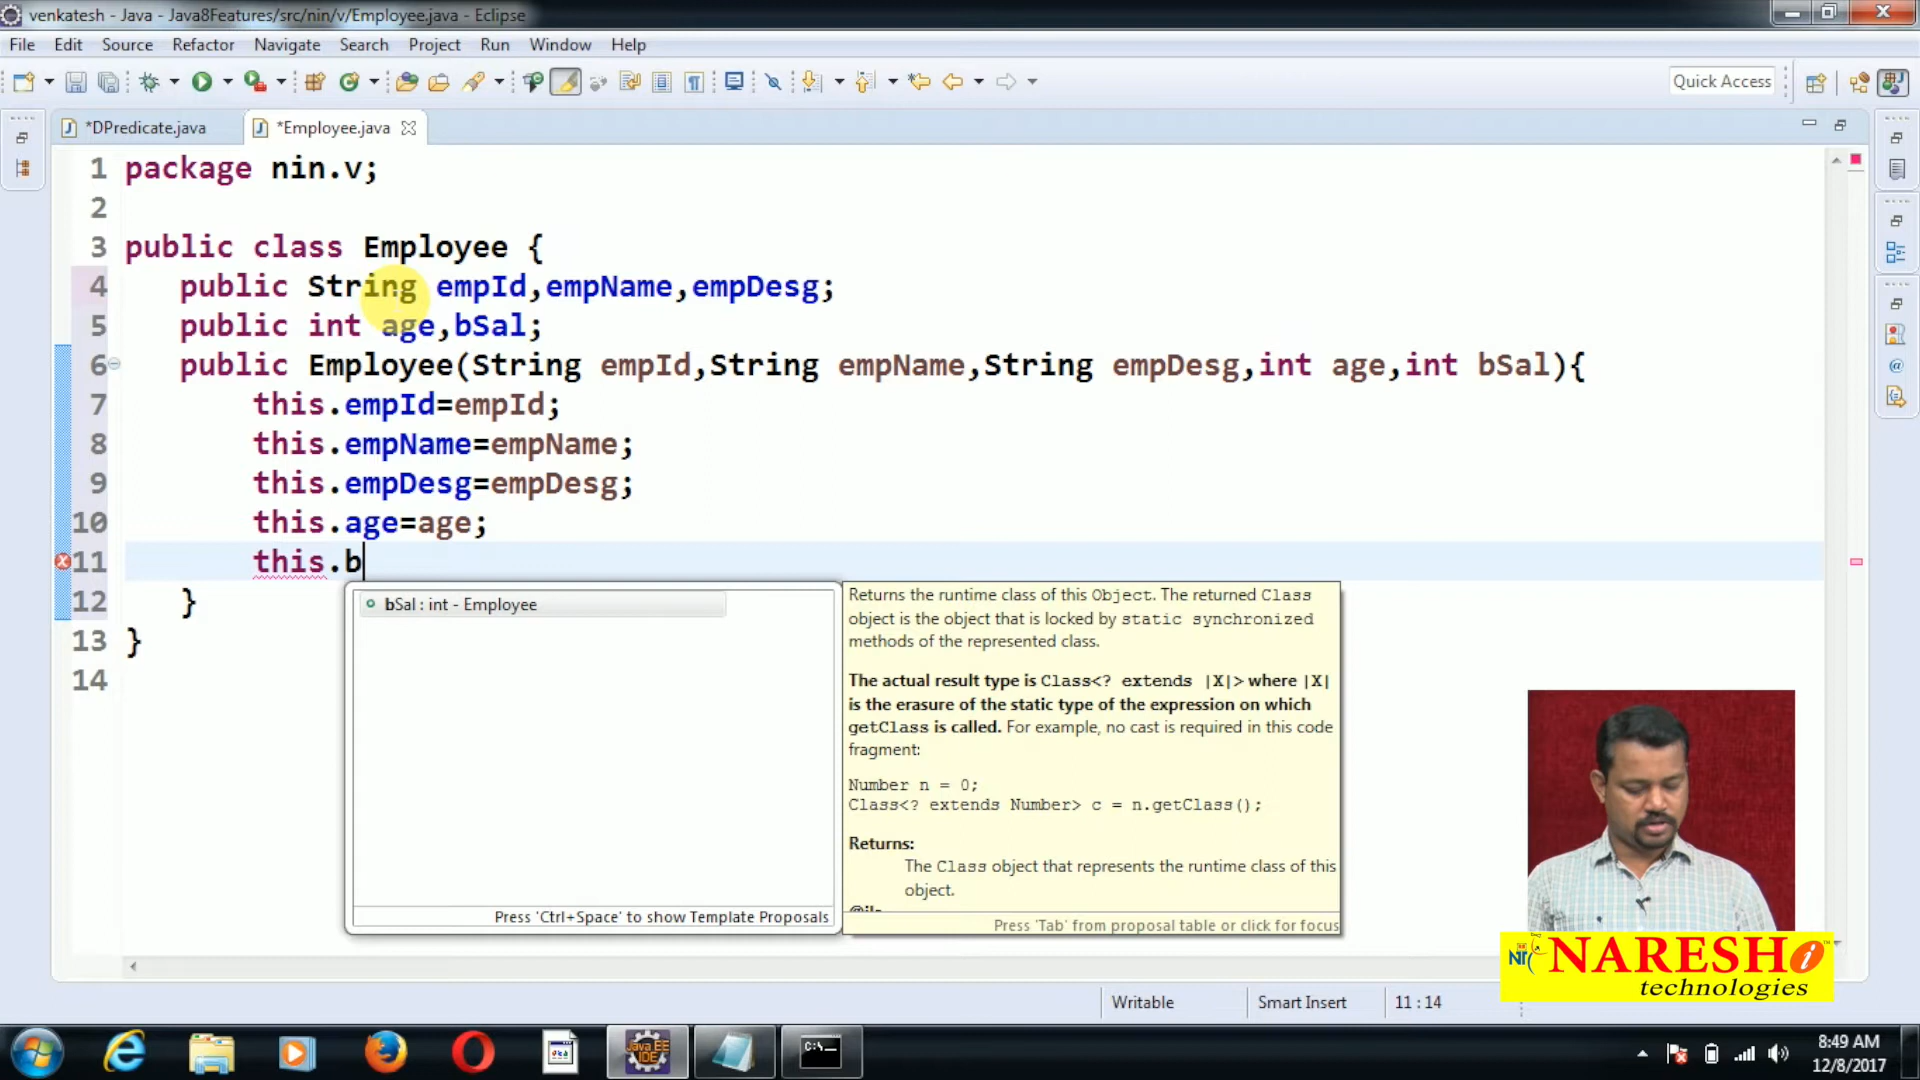 venkatesh - Java - Java8Features/src/nin/v/Employee.java - Eclipse
File Edit Source Refactor Navigate Search Project Run Window Help
Quick Access
*DPredicate.java *Employee.java
1 package nin.v;
2
3 public class Employee {
4 public String empId,empName,empDesg;
5 public int age,bSal;
6 public Employee(String empId,String empName,String empDesg,int age,int bSal){
7 this.empId=empId;
8 this.empName=empName;
9 this.empDesg=empDesg;
10 this.age=age;
11 this.b
12 }
13 }
14
bSal : int - Employee
Press 'Ctrl+Space' to show Template Proposals
Returns the runtime class of this Object. The returned Class
object is the object that is locked by static synchronized
methods of the represented class.
The actual result type is Class<? extends |X|> where |X|
is the erasure of the static type of the expression on which
getClass is called. For example, no cast is required in this code
fragment:
Number n = 0;
Class<? extends Number> c = n.getClass();
Returns:
The Class object that represents the runtime class of this
object.
Press 'Tab' from proposal table or click for focus
NARESH i
technologies
Writable Smart Insert 11 : 14
Java EE
IDE
C:\
8:49 AM
12/8/2017